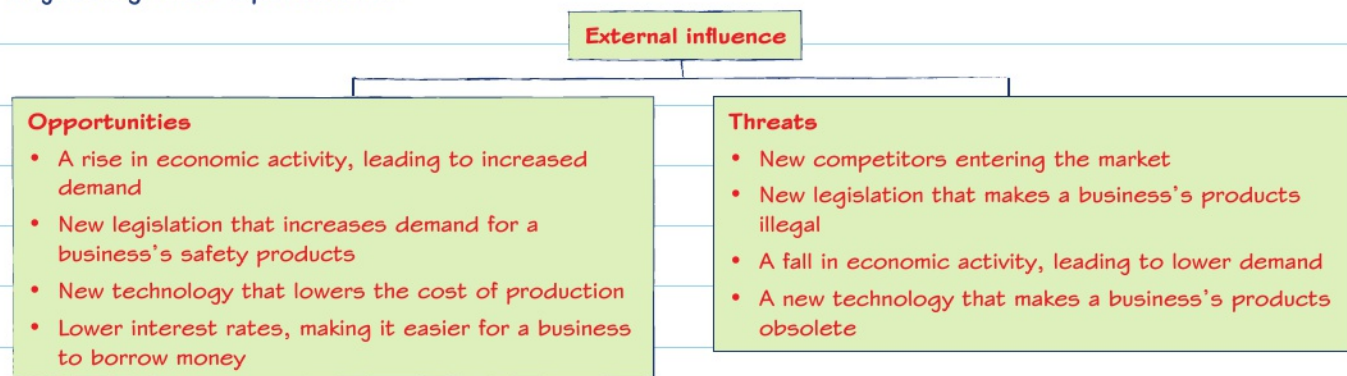 External influence
Opportunities
• A rise in economic activity, leading to increased
demand
• New legislation that increases demand for a
business's safety products
• New technology that lowers the cost of production
• Lower interest rates, making it easier for a business
to borrow money
Threats
• New competitors entering the market
• New legislation that makes a business's products
illegal
• A fall in economic activity, leading to lower demand
• A new technology that makes a business's products
obsolete